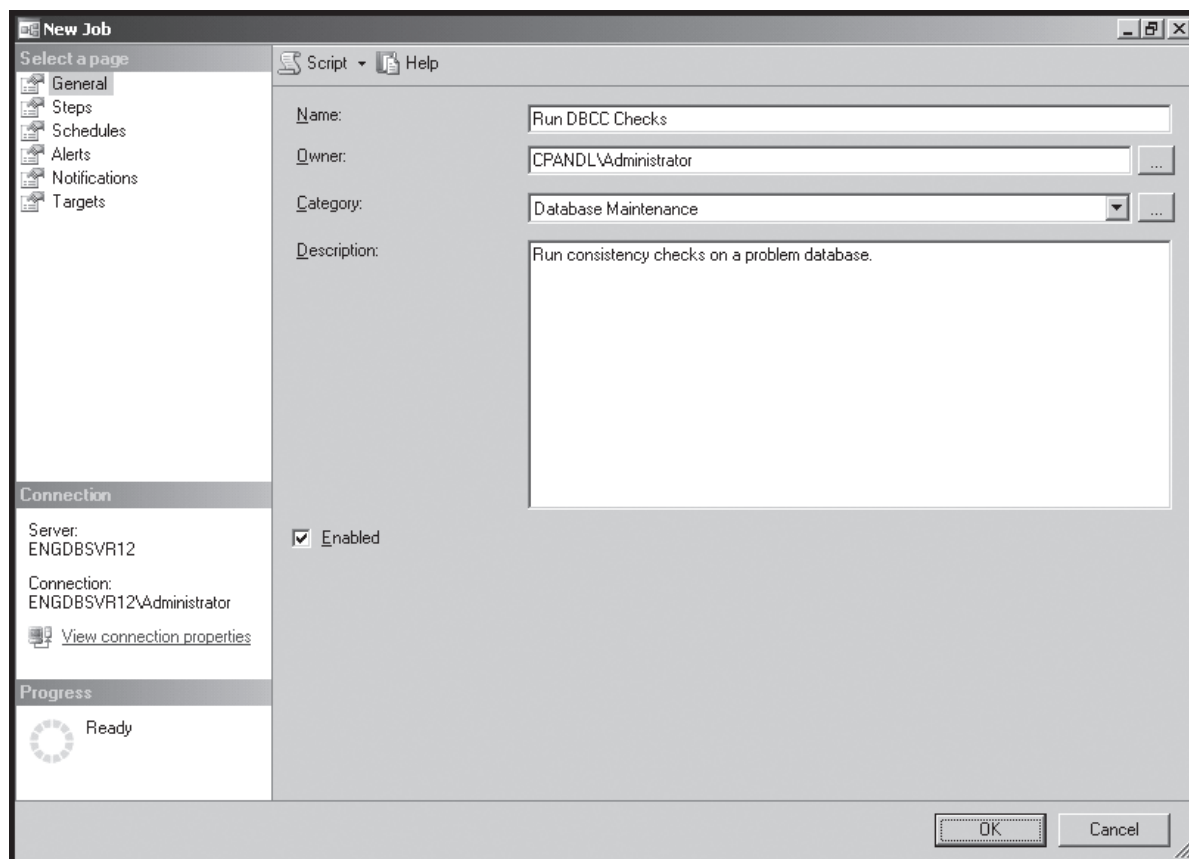 New Job
Select a page
General
Steps
Schedules
Alerts
Notifications
Targets
Script
Help
Name:
Run DBCC Checks
Owner:
CPANDL\Administrator
...
Category:
Database Maintenance
...
Description:
Run consistency checks on a problem database.
Enabled
Connection
Server:
ENGDBSVR12
Connection:
ENGDBSVR12\Administrator
View connection properties
Progress
Ready
OK
Cancel